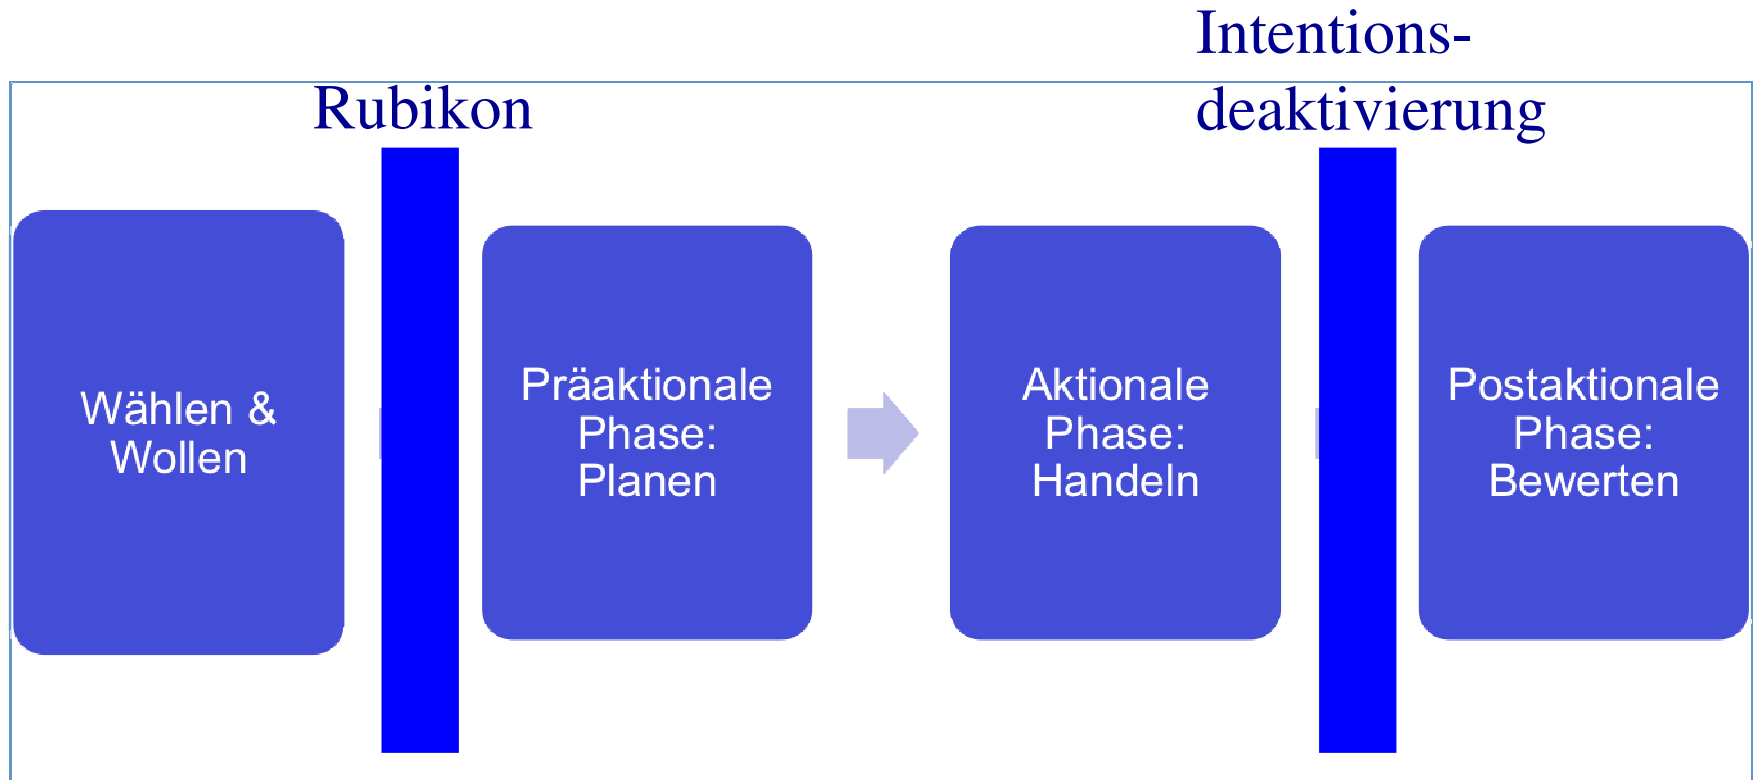 Intentions-
deaktivierung
Rubikon
Wählen &
Wollen
Präaktionale
Phase:
Planen
Aktionale
Phase:
Handeln
Postaktionale
Phase:
Bewerten